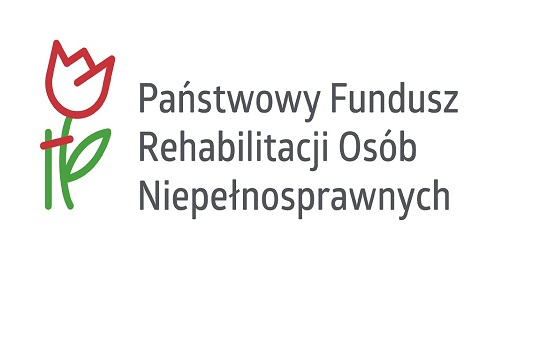 Państwowy Fundusz
Rehabilitacji Osób
Niepełnosprawnych